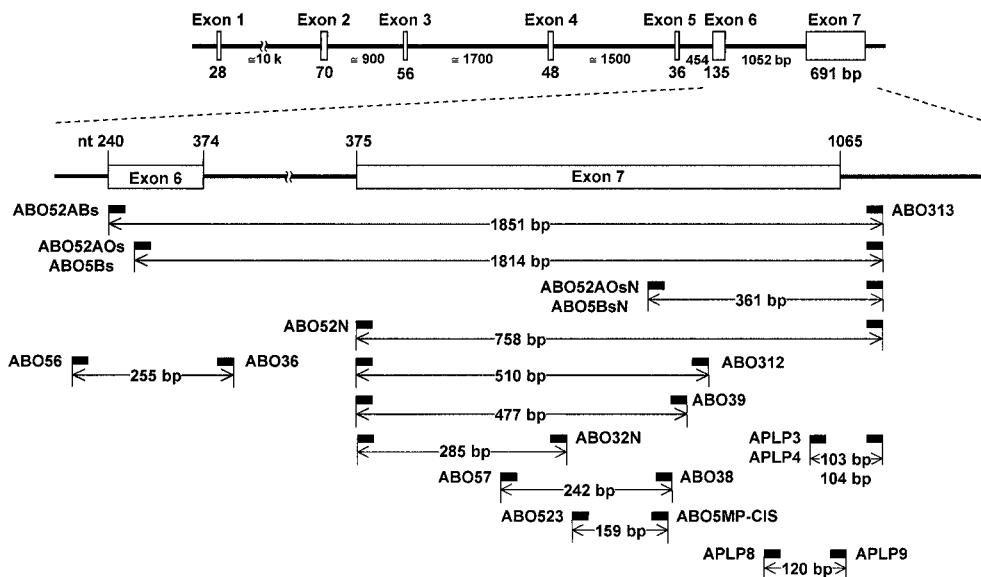 Exon 1 Exon 2 Exon 3 Exon 4 Exon 5 Exon 6 Exon 7
≅10 k ≅ 900 ≅ 1700 ≅ 1500 454 1052 bp
28 70 56 48 36 135 691 bp
nt 240 374 375 1065
Exon 6 Exon 7
ABO52ABs 1851 bp ABO313
ABO52AOs
ABO5Bs 1814 bp
ABO52AOsN
ABO5BsN 361 bp
ABO52N 758 bp
ABO56 255 bp ABO36 510 bp ABO312
477 bp ABO39
285 bp ABO32N APLP3 103 bp
APLP4 104 bp
ABO57 242 bp ABO38
ABO523 159 bp ABO5MP-CIS
APLP8 120 bp APLP9